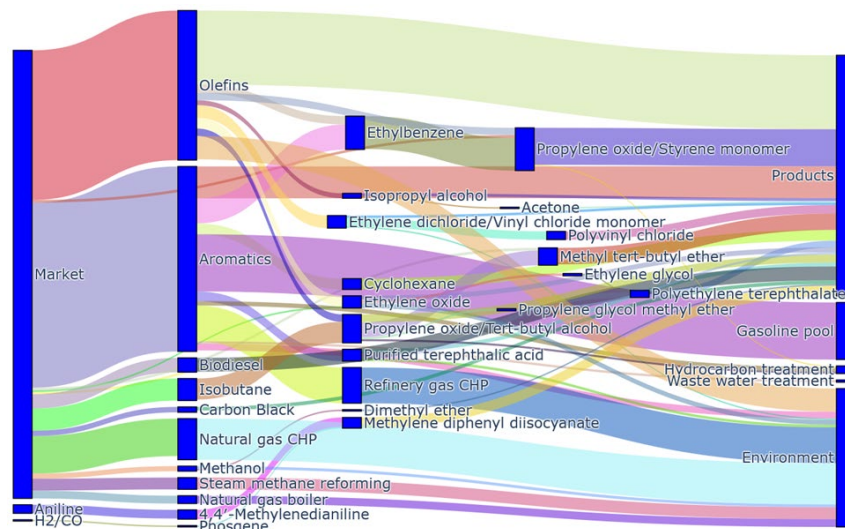 Olefins
Ethylbenzene
Propylene oxide/Styrene monomer
Products
Isopropyl alcohol
Acetone
Ethylene dichloride/Vinyl chloride monomer
Polyvinyl chloride
Market
Aromatics
Methyl tert-butyl ether
Ethylene glycol
Cyclohexane
Ethylene oxide
Polyethylene terephthalate
Propylene glycol methyl ether
Propylene oxide/Tert-butyl alcohol
Gasoline pool
Purified terephthalic acid
Biodiesel
Refinery gas CHP
Hydrocarbon treatment
Waste water treatment
Isobutane
Carbon Black
Dimethyl ether
Methylene diphenyl diisocyanate
Natural gas CHP
Environment
Methanol
Steam methane reforming
Natural gas boiler
Aniline
4,4'-Methylenedianiline
H2/CO
Phosgene